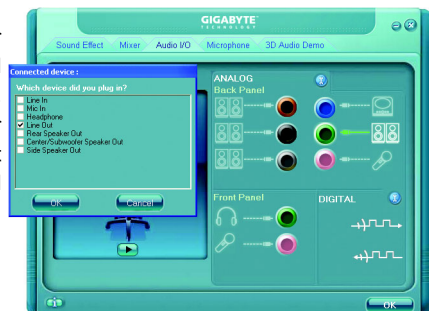 GIGABYTE
TECHNOLOGY
Sound Effect Mixer Audio I/O Microphone 3D Audio Demo
Connected device :
Which device did you plug in?
Line In
Mic In
Headphone
Line Out
Rear Speaker Out
Center/Subwoofer Speaker Out
Side Speaker Out
OK Cancel
ANALOG
Back Panel
Front Panel
DIGITAL
OK